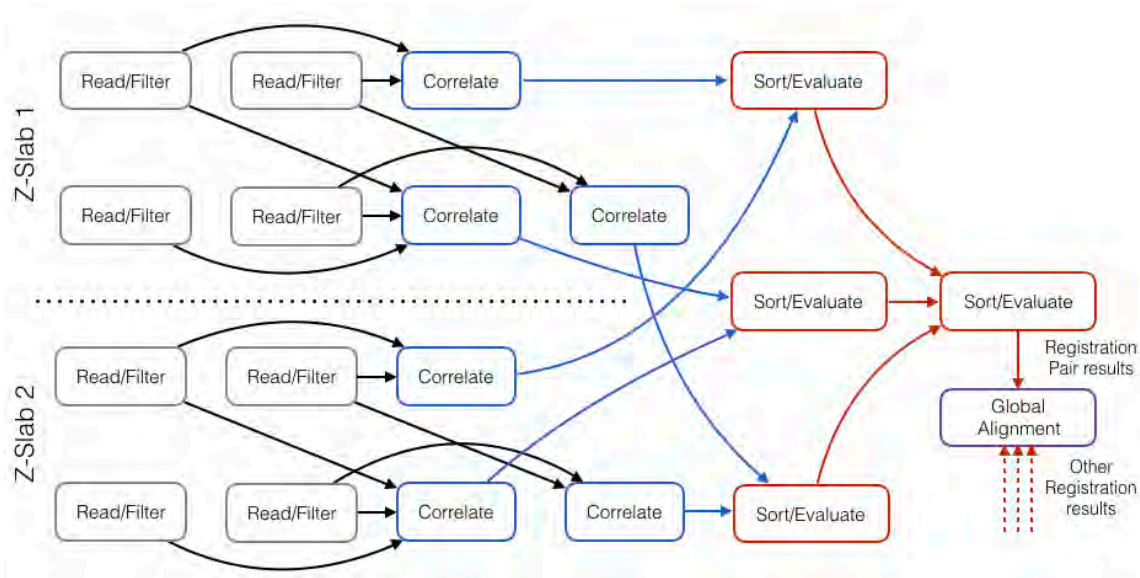 Z-Slab 1
Read/Filter
Read/Filter
Correlate
Sort/Evaluate
Read/Filter
Read/Filter
Correlate
Correlate
Sort/Evaluate
Sort/Evaluate
Z-Slab 2
Read/Filter
Read/Filter
Correlate
Registration
Pair results
Global
Alignment
Read/Filter
Read/Filter
Correlate
Correlate
Sort/Evaluate
Other
Registration
results